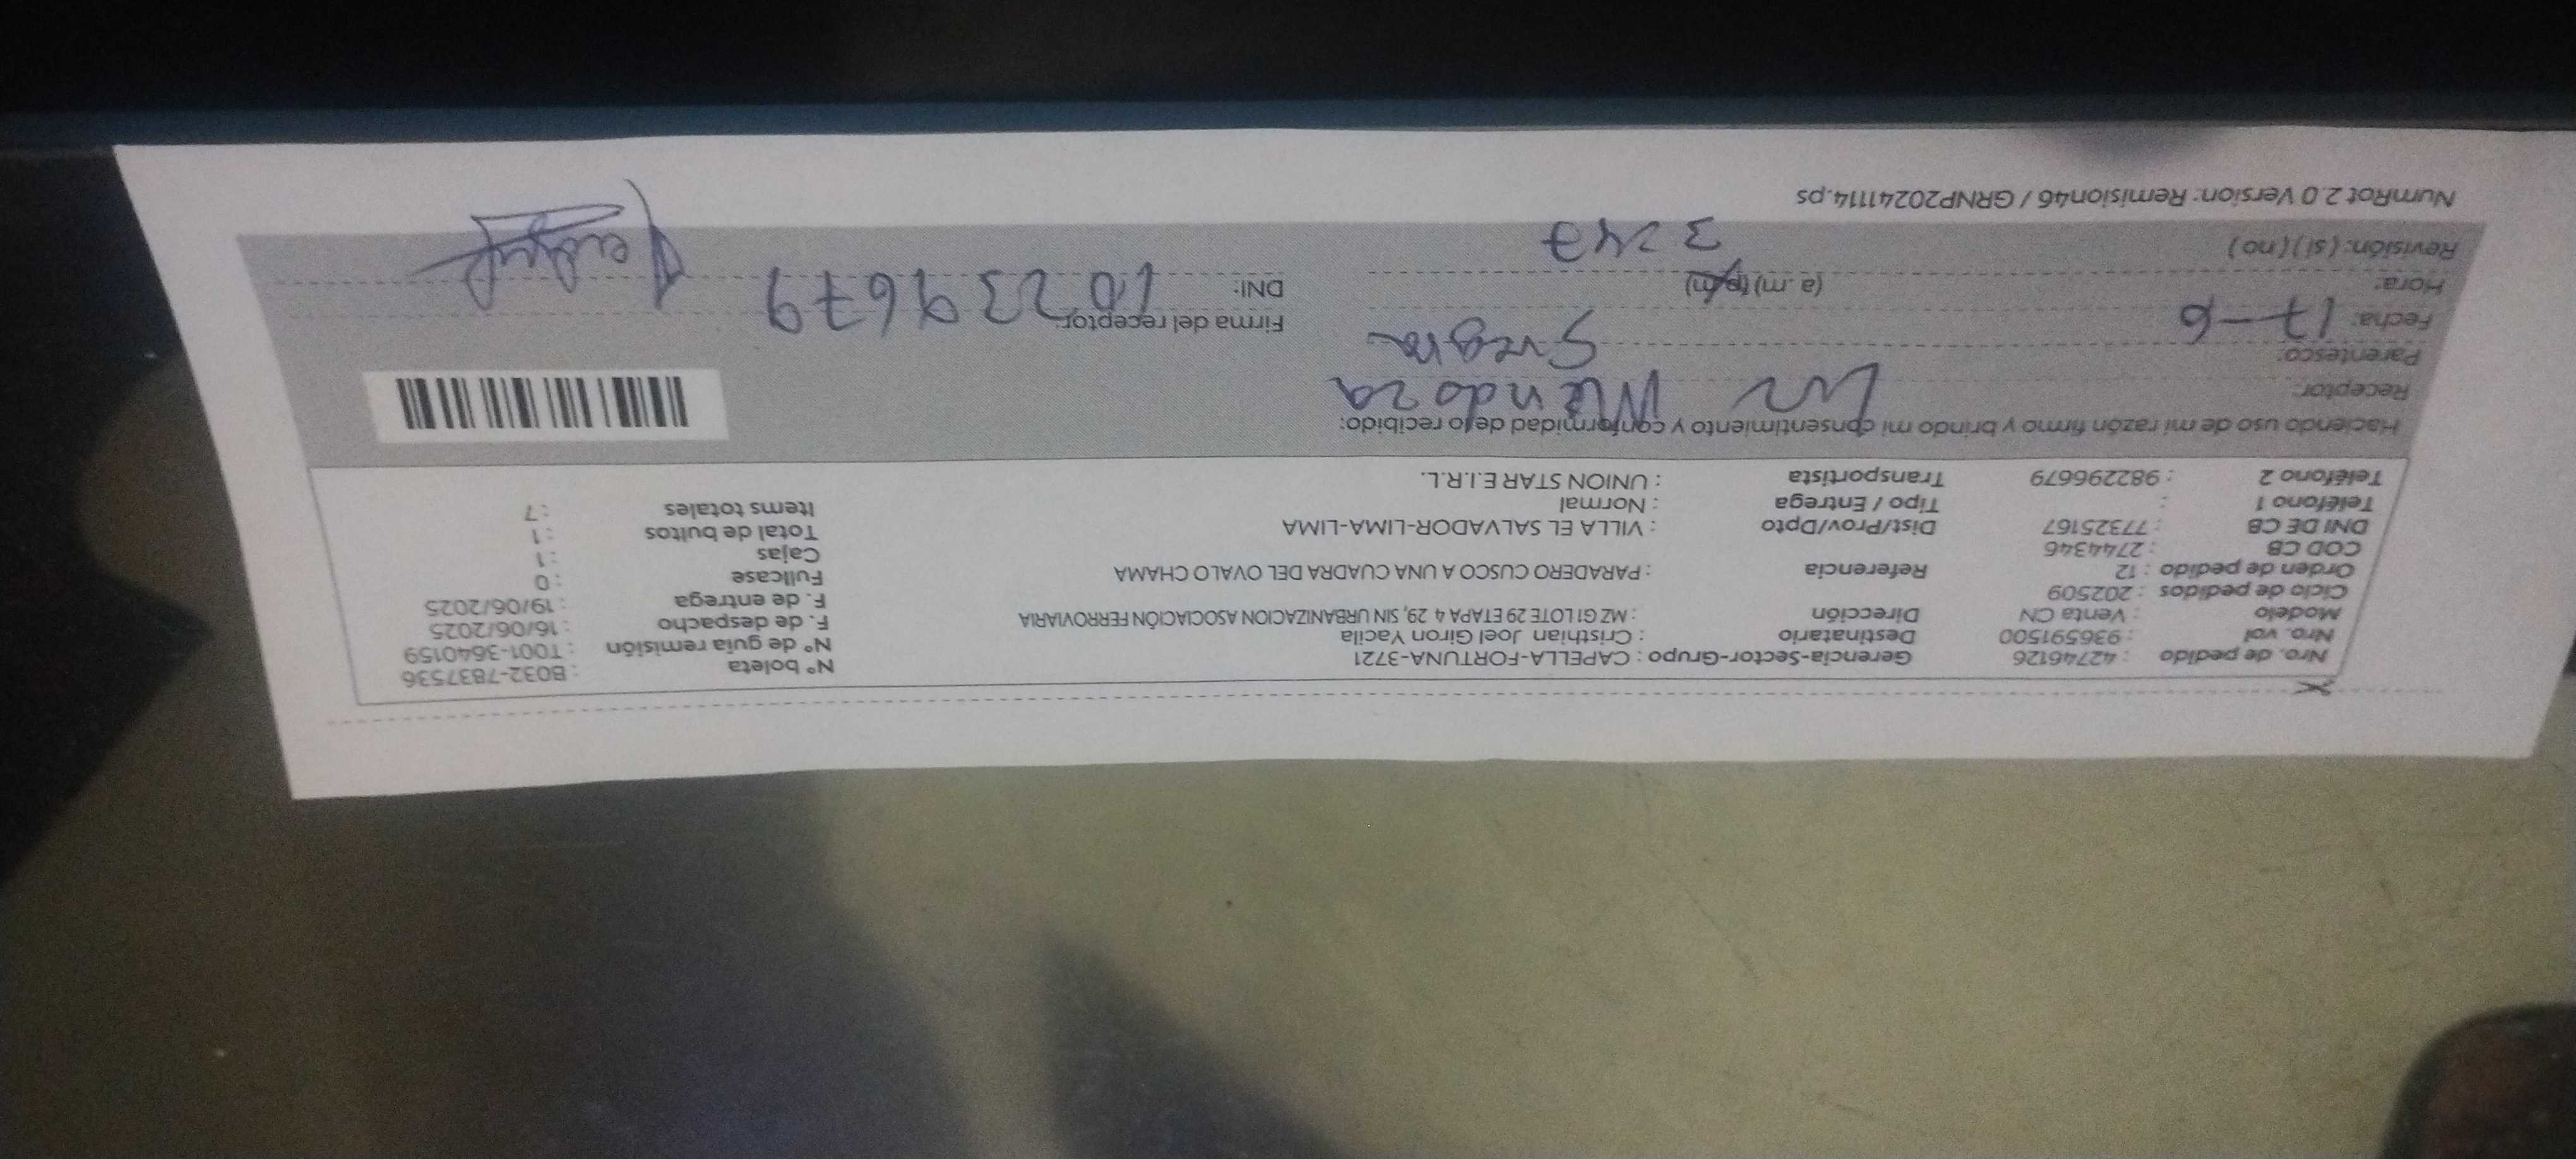 Nro. de pedido : 42746126 Gerencia-Sector-Grupo : CAPELLA-FORTUNA-3721 N° boleta : B032-7837536
Nro. vol : 936591500 Destinatario : Cristhian Joel Giron Yacila N° de guía remisión : T001-3640159
Modelo : Venta CN Dirección : MZ G1 LOTE 29 ETAPA 4 29, SIN URBANIZACION ASOCIACIÓN FERROVIARIA F. de despacho : 16/06/2025
Ciclo de pedidos : 202509 F. de entrega : 19/06/2025
Orden de pedido : 12 Referencia : PARADERO CUSCO A UNA CUADRA DEL OVALO CHAMA Fullcase : 0
COD CB : 2744346 Cajas : 1
DNI DE CB : 77325167 Dist/Prov/Dpto : VILLA EL SALVADOR-LIMA-LIMA Total de bultos : 1
Teléfono 1 : Tipo / Entrega : Normal Items totales : 7
Teléfono 2 : 982296679 Transportista : UNION STAR E.I.R.L.
Haciendo uso de mi razón firmo y brindo mi consentimiento y conformidad de lo recibido:
Receptor: Mendoza
Parentesco: Suegra
Fecha: 17-6 Firma del receptor:
Hora: (a. m) (p. m) DNI: 10239679
Revisión: ( si ) ( no ) 3247
NumRot 2.0 Version: Remision46 / GRNP20241114.ps